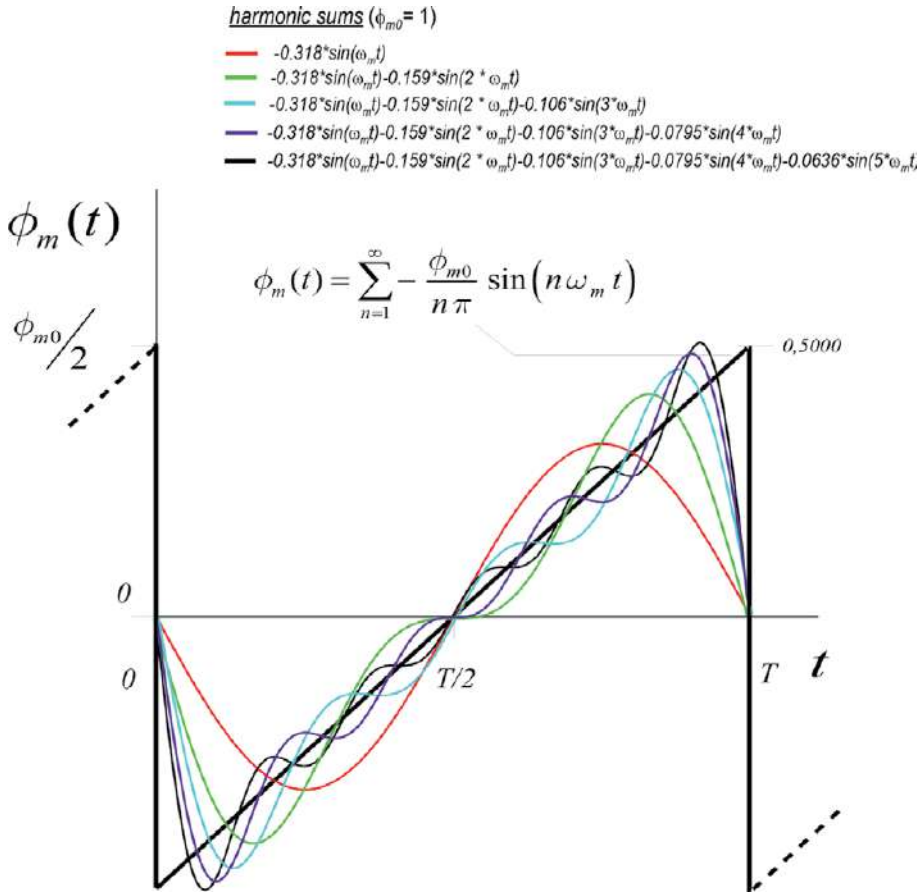 harmonic sums (ϕm0= 1)
-0.318*sin(ωmt)
-0.318*sin(ωmt)-0.159*sin(2 * ωmt)
-0.318*sin(ωmt)-0.159*sin(2 * ωmt)-0.106*sin(3*ωmt)
-0.318*sin(ωmt)-0.159*sin(2 * ωmt)-0.106*sin(3*ωmt)-0.0795*sin(4*ωmt)
-0.318*sin(ωmt)-0.159*sin(2 * ωmt)-0.106*sin(3*ωmt)-0.0795*sin(4*ωmt)-0.0636*sin(5*ωmt)
ϕm(t)
ϕm(t) = ∑n=1∞ - ϕm0/nπ sin(nωm t)
ϕm0/2
0,5000
0
0
T/2
T
t